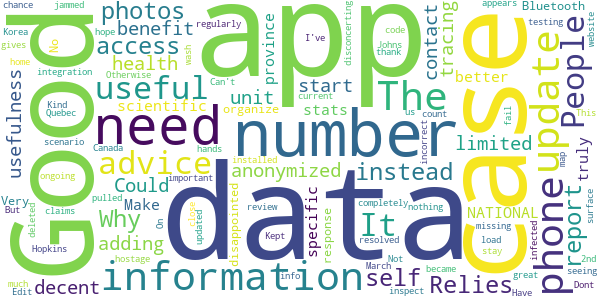 chance
jammed
appears
Bluetooth
Korea
hope
photos
regularly
I've
code
testing
gives
No
benefit
Johns
website
integration
access
province
disconcerting
thank
home
wash
tracing
Otherwise
health
Can't
start
contact
better
This
usefulness
useful
unit
current
us
Kind
scientific
stats
count
fail
Quebec
organize
Good
app
case
update
People
scenario
need
number
The
incorrect
map
Canada
hands
limited
infected
ongoing
advice
installed
anonymized
instead
truly
Very
pulled
important
deleted
But
Could
data
It
phone
report
claims
Make
On
updated
close
disappointed
review
specific
completely
response
NATIONAL
surface
Why
nothing
missing
seeing
Hopkins
adding
hostage
Kept
resolved
load
2nd
much
information
self
Not
became
stay
great
Edit
decent
info
March
inspect
Relies
Have
Dont